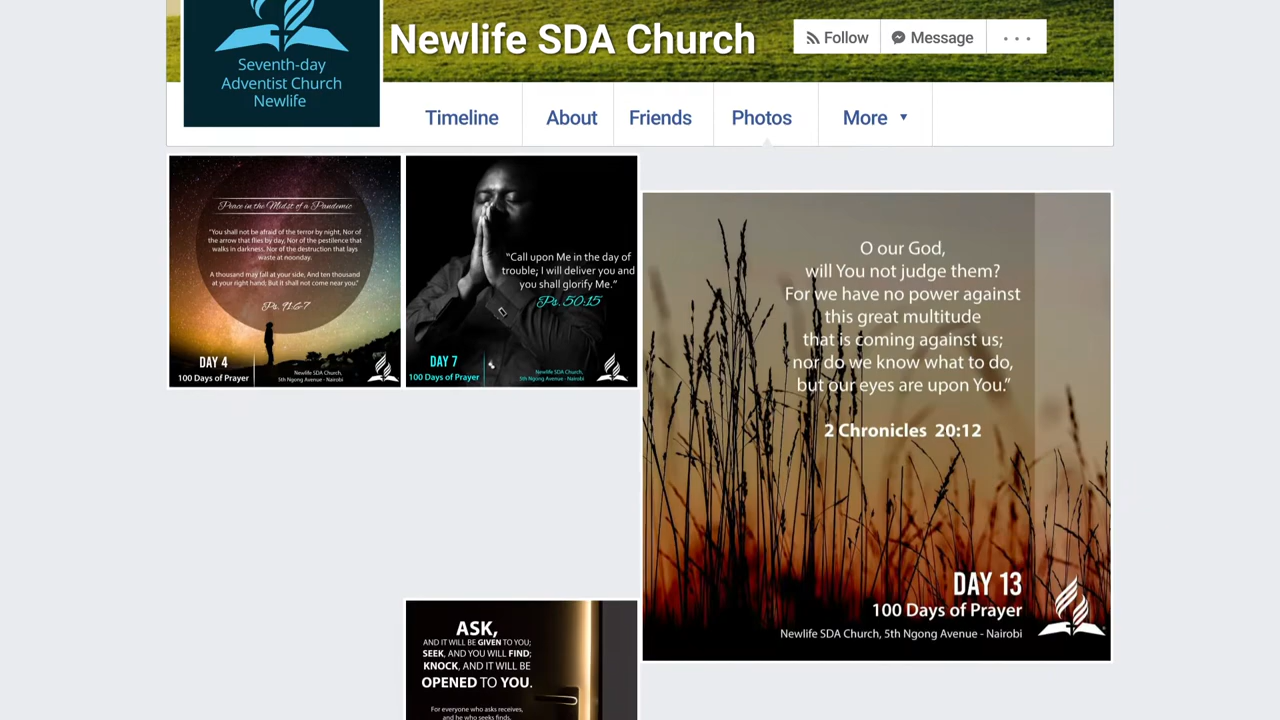 Seventh-day
Adventist Church
Newlife
Newlife SDA Church
Follow
Message
Timeline
About
Friends
Photos
More
Peace in the Midst of a Pandemic
"You shall not be afraid of the terror by night, Nor of
the arrow that flies by day, Nor of the pestilence that
walks in darkness, Nor of the destruction that lays
waste at noonday.
A thousand may fall at your side, And ten thousand
at your right hand; But it shall not come near you."
Ps. 91:6-7
DAY 4
100 Days of Prayer
Newlife SDA Church,
5th Ngong Avenue - Nairobi
"Call upon Me in the day of
trouble; I will deliver you and
you shall glorify Me."
Ps. 50:15
DAY 7
100 Days of Prayer
Newlife SDA Church,
5th Ngong Avenue - Nairobi
O our God,
will You not judge them?
For we have no power against
this great multitude
that is coming against us;
nor do we know what to do,
but our eyes are upon You."
2 Chronicles 20:12
DAY 13
100 Days of Prayer
Newlife SDA Church, 5th Ngong Avenue - Nairobi
ASK,
AND IT WILL BE GIVEN TO YOU;
SEEK, AND YOU WILL FIND;
KNOCK, AND IT WILL BE
OPENED TO YOU.
For everyone who asks receives,
and he who seeks finds,